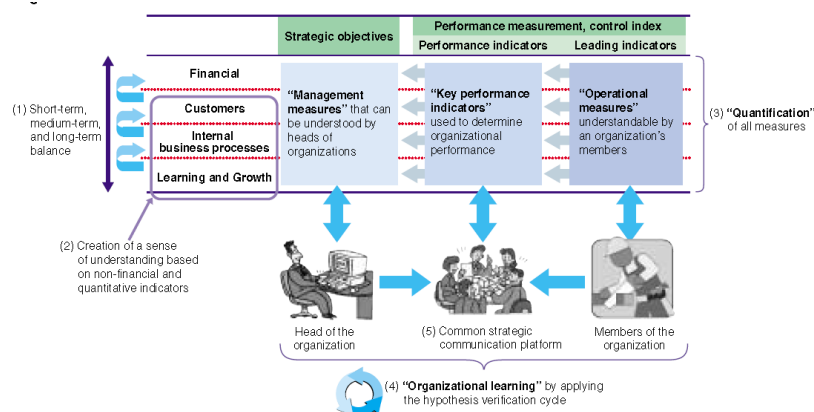 Performance measurement, control index
Strategic objectives
Performance indicators
Leading indicators
Financial
Customers
Internal
business processes
Learning and Growth
"Management
measures" that can
be understood by
heads of
organizations
"Key performance
indicators"
used to determine
organizational
performance
"Operational
measures"
understandable by
an organization's
members
(1) Short-term,
medium-term,
and long-term
balance
(3) "Quantification"
of all measures
(2) Creation of a sense
of understanding based
on non-financial and
quantitative indicators
Head of the
organization
(5) Common strategic
communication platform
Members of the
organization
(4) "Organizational learning" by applying
the hypothesis verification cycle